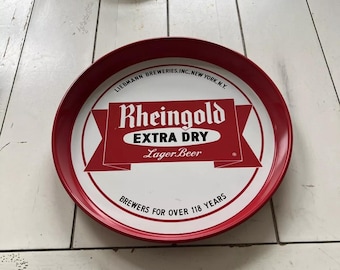 LIEBMANN BREWERIES, INC., NEW YORK, N.Y.
Rheingold
EXTRA DRY
Lager Beer
®
BREWERS FOR OVER 118 YEARS